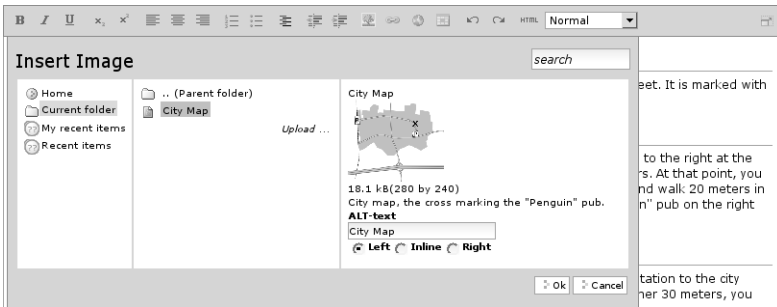 B I U x₂ x² HTML Normal
Insert Image
search
Home
Current folder
My recent items
Recent items
.. (Parent folder)
City Map
Upload ...
City Map
x
18.1 kB(280 by 240)
City map, the cross marking the "Penguin" pub.
ALT-text
City Map
Left Inline Right
Ok Cancel
eet. It is marked with
to the right at the
rs. At that point, you
nd walk 20 meters in
n" pub on the right
tation to the city
her 30 meters, you